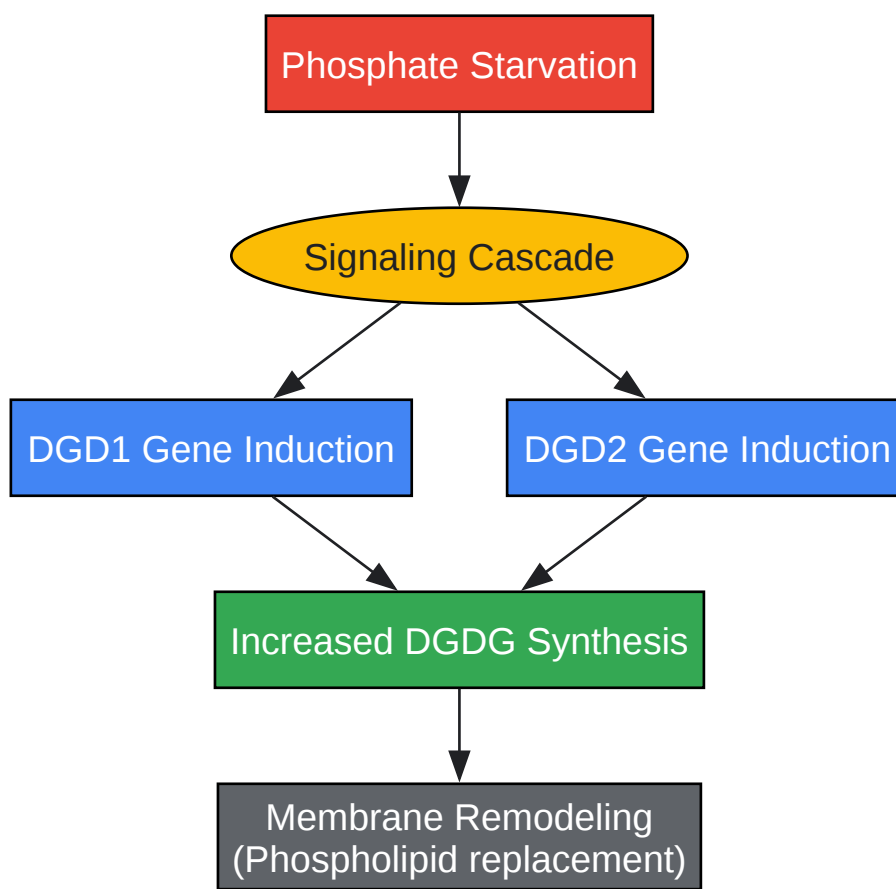 Phosphate Starvation
Signaling Cascade
DGD1 Gene Induction
DGD2 Gene Induction
Increased DGDG Synthesis
Membrane Remodeling
(Phospholipid replacement)